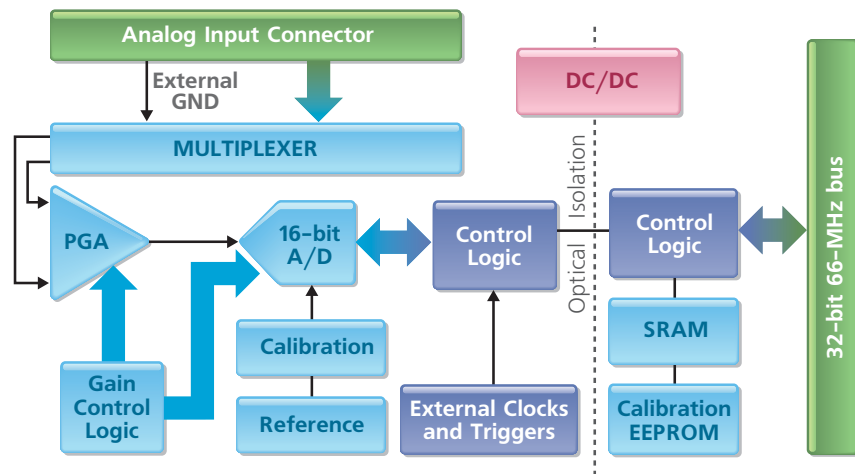 Analog Input Connector
External
GND
DC/DC
MULTIPLEXER
Optical Isolation
PGA
16-bit
A/D
Control
Logic
Control
Logic
32-bit 66-MHz bus
Calibration
SRAM
Gain
Control
Logic
Reference
External Clocks
and Triggers
Calibration
EEPROM